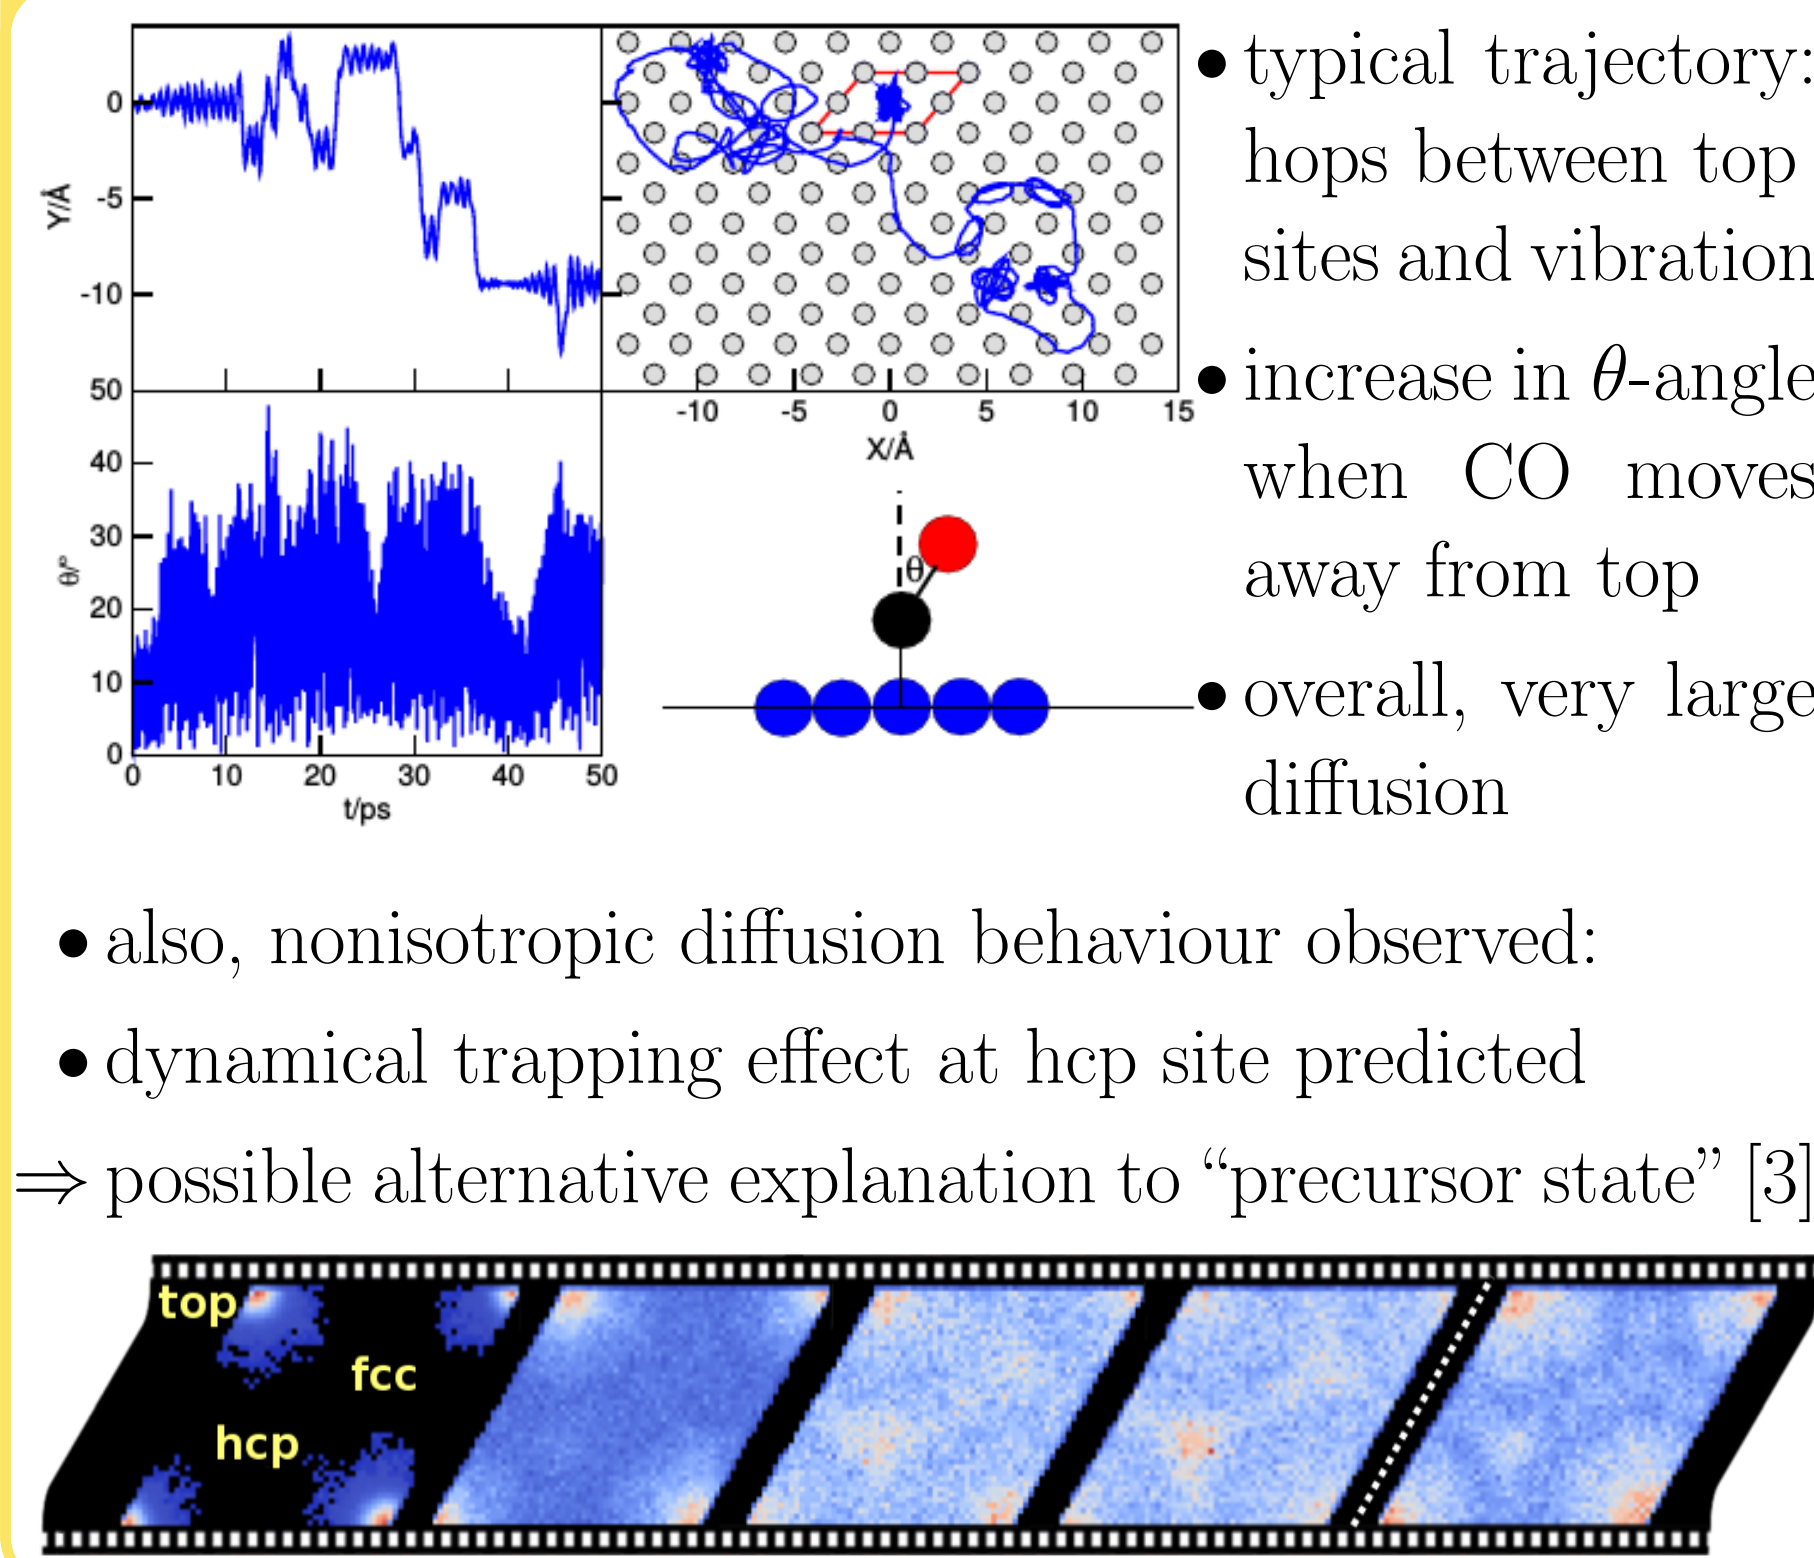 0
-5
-10
Y/Å
50
40
30
20
10
0
θ/°
0 10 20 30 40 50
t/ps
-10 -5 0 5 10 15
X/Å
θ
• typical trajectory:
hops between top
sites and vibration
• increase in θ-angle
when CO moves
away from top
• overall, very large
diffusion
• also, nonisotropic diffusion behaviour observed:
• dynamical trapping effect at hcp site predicted
⇒ possible alternative explanation to “precursor state” [3]
top
fcc
hcp